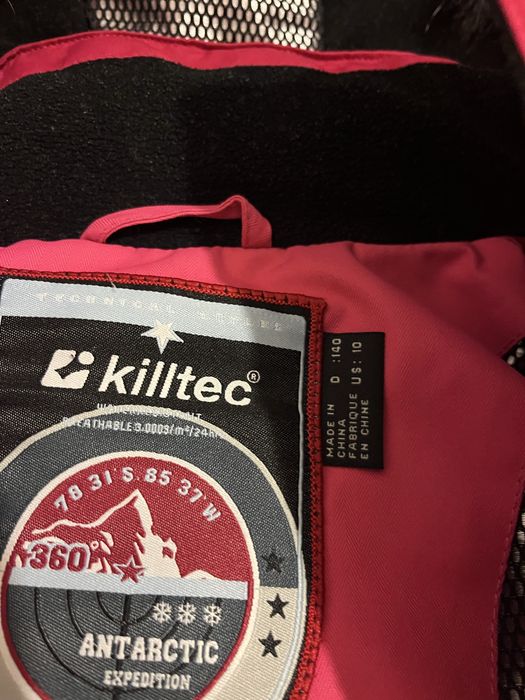 TECHNICAL
killtec®
BREATHABLE 3.000G/m²/24h
78 31'S. 85 37'W
360
ANTARCTIC
EXPEDITION
MADE IN D :140
CHINA
FABRIQUE US: 10
EN CHINE